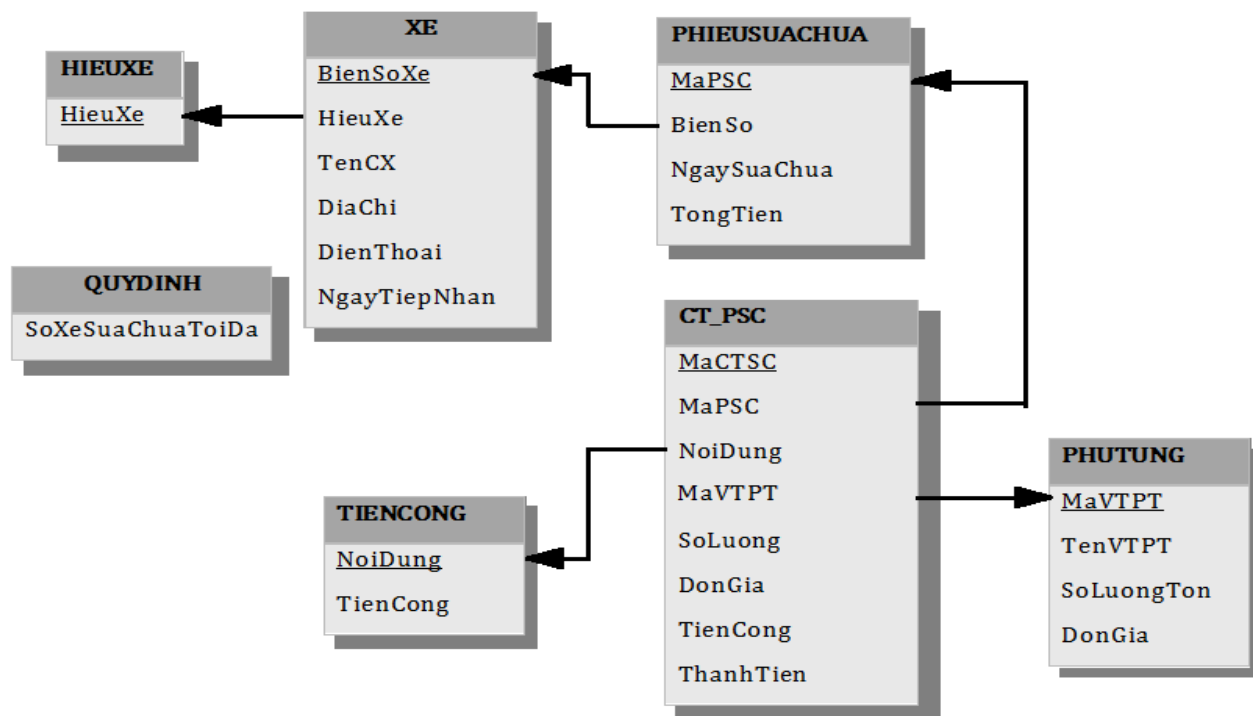 HIEUXE
HieuXe
XE
BienSoXe
HieuXe
TenCX
DiaChi
DienThoai
NgayTiepNhan
PHIEUSUACHUA
MaPSC
BienSo
NgaySuaChua
TongTien
QUYDINH
SoXeSuaChuaToiDa
CT_PSC
MaCTSC
MaPSC
NoiDung
MaVTPT
SoLuong
DonGia
TienCong
ThanhTien
TIENCONG
NoiDung
TienCong
PHUTUNG
MaVTPT
TenVTPT
SoLuongTon
DonGia